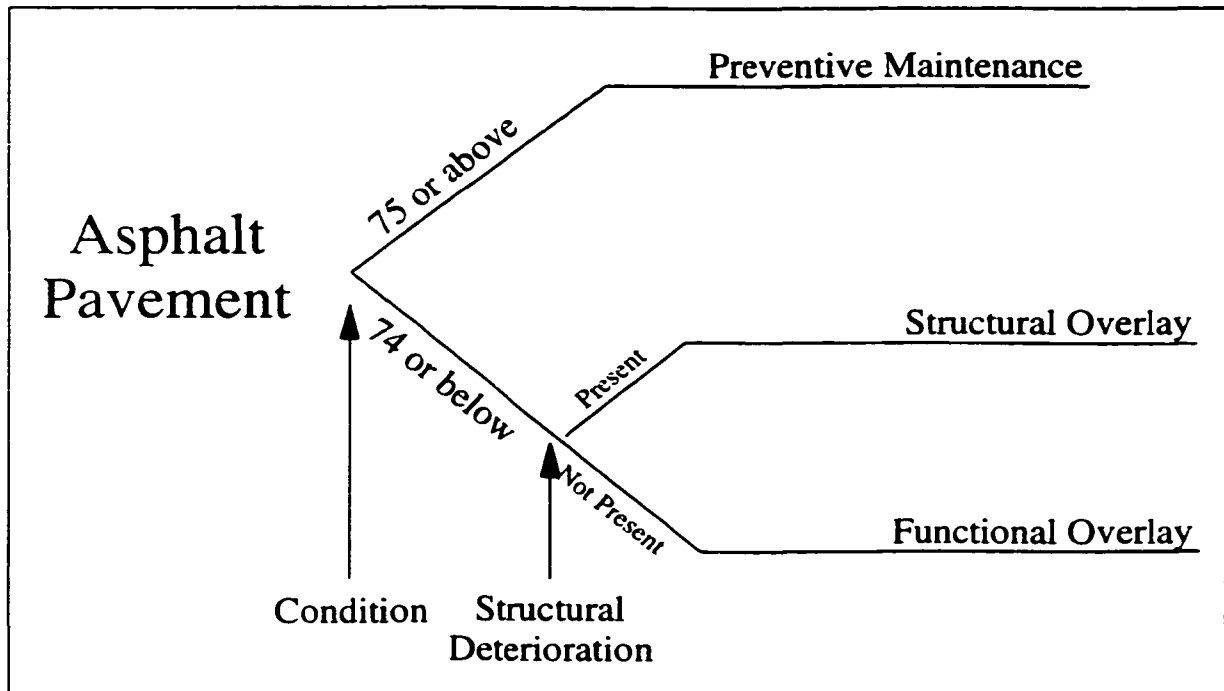 Preventive Maintenance
75 or above
Asphalt
Pavement
74 or below
Present
Structural Overlay
Not Present
Functional Overlay
Condition
Structural
Deterioration